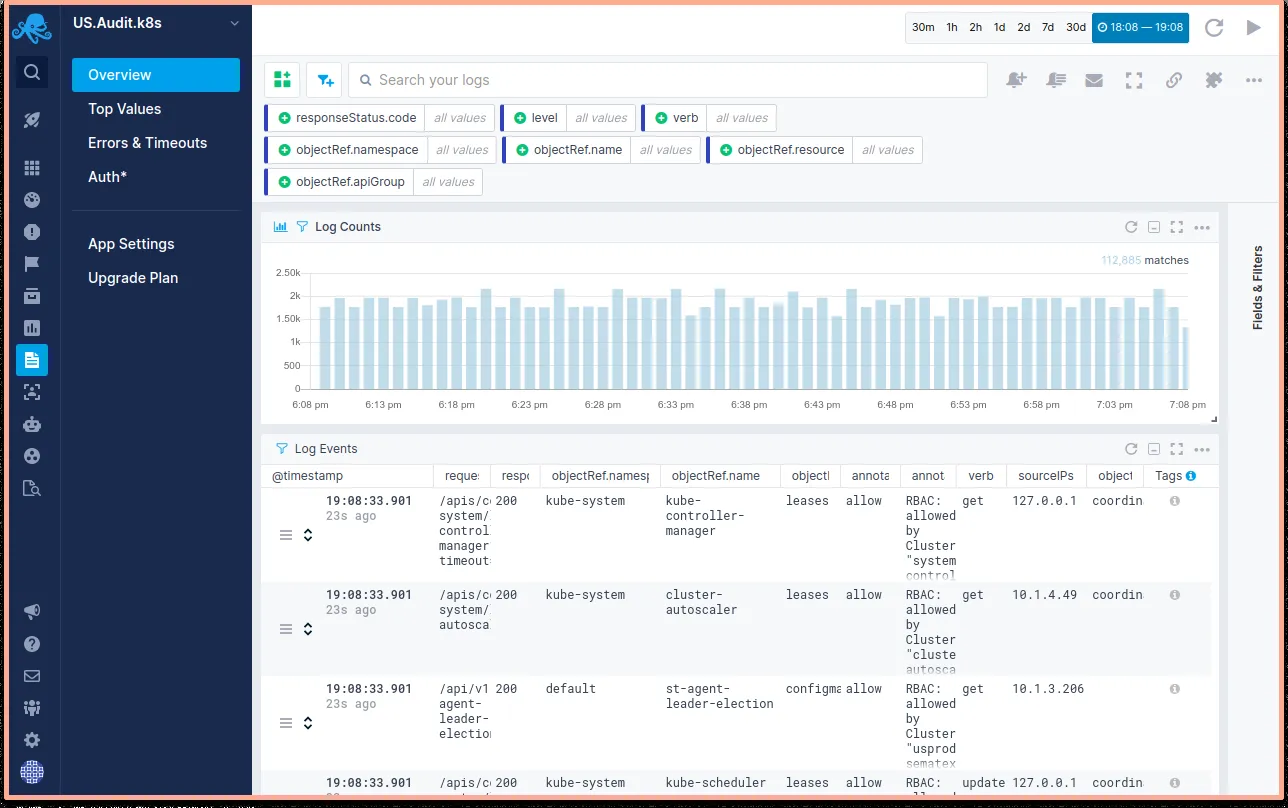 US.Audit.k8s
Overview
Top Values
Errors & Timeouts
Auth*
App Settings
Upgrade Plan
30m 1h 2h 1d 2d 7d 30d 18:08 — 19:08
Search your logs
responseStatus.code all values level all values verb all values
objectRef.namespace all values objectRef.name all values objectRef.resource all values
objectRef.apiGroup all values
Log Counts
112,885 matches
2.50k
2k
1.50k
1k
500
0
6:08 pm 6:13 pm 6:18 pm 6:23 pm 6:28 pm 6:33 pm 6:38 pm 6:43 pm 6:48 pm 6:53 pm 6:58 pm 7:03 pm 7:08 pm
Fields & Filters
Log Events
@timestamp reque respo objectRef.namesp objectRef.name object annota annot verb sourceIPs object Tags
19:08:33.901 /apis/co 200 kube-system kube- leases allow RBAC: get 127.0.0.1 coordin
23s ago system/ controller- allowed
control manager by
manager Cluster
timeout "system
control
19:08:33.901 /apis/co 200 kube-system cluster- leases allow RBAC: get 10.1.4.49 coordin
23s ago system/ autoscaler allowed
autosca by
Cluster
"cluste
autosca
19:08:33.901 /api/v1 200 default st-agent- configma allow RBAC: get 10.1.3.206
23s ago agent- leader-election allowed
leader- by
election Cluster
"usprod
sematex
19:08:33.901 /apis/co 200 kube-system kube-scheduler leases allow RBAC: update 127.0.0.1 coordin